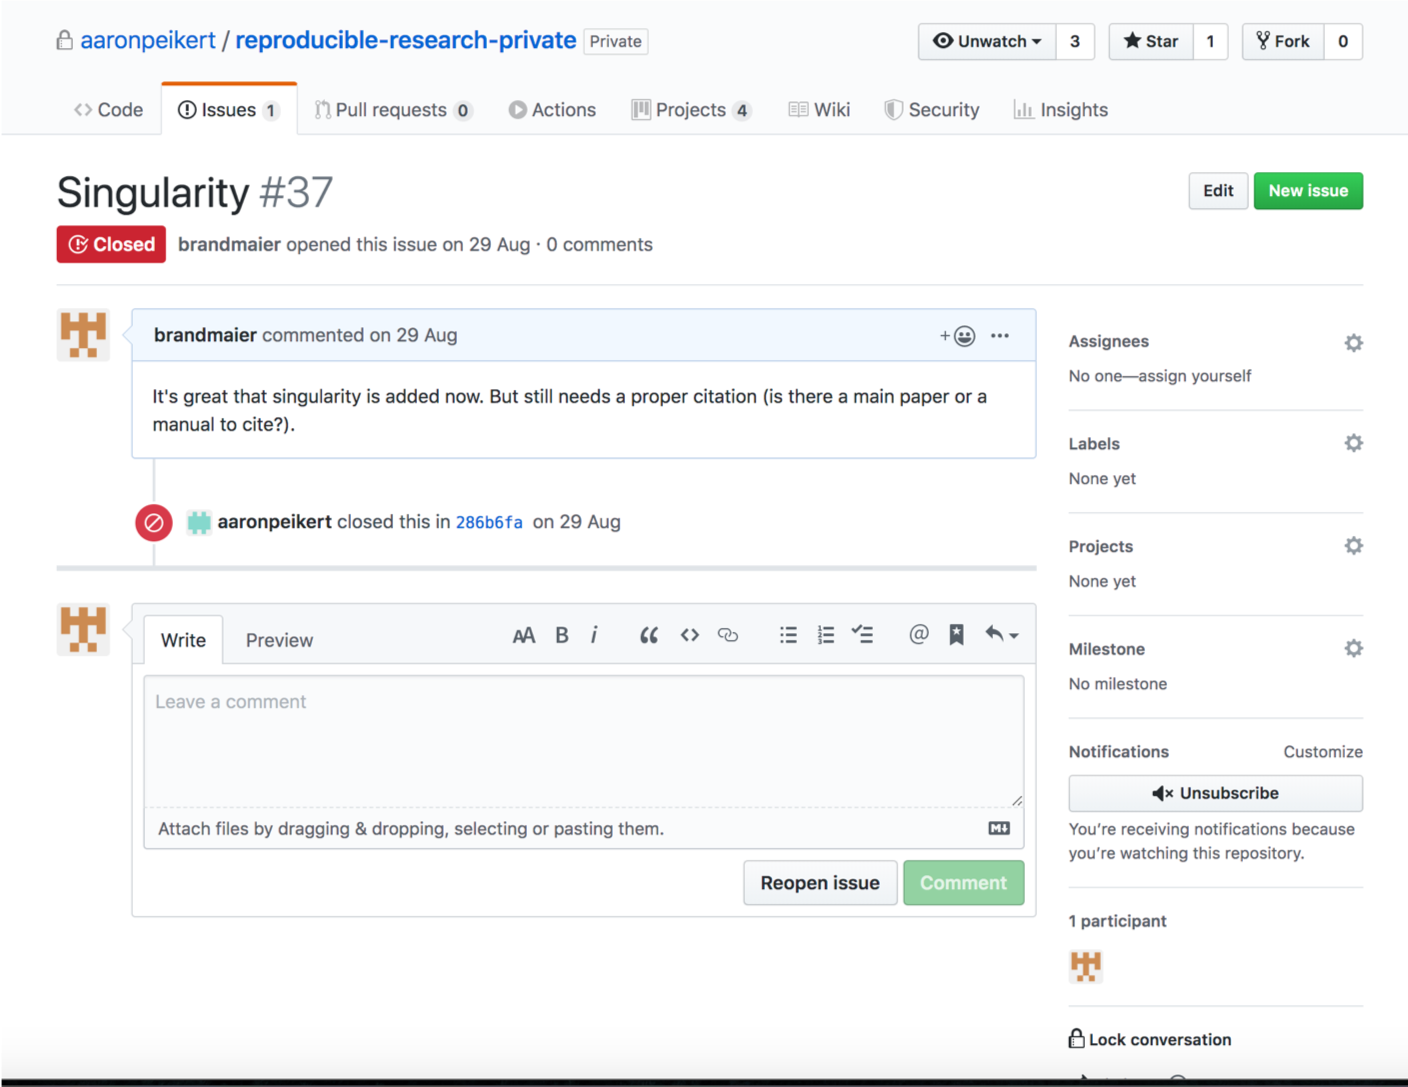 aaronpeikert / reproducible-research-private Private
Unwatch 3 Star 1 Fork 0
Code Issues 1 Pull requests 0 Actions Projects 4 Wiki Security Insights
Singularity #37
Edit New issue
Closed brandmaier opened this issue on 29 Aug · 0 comments
brandmaier commented on 29 Aug
It's great that singularity is added now. But still needs a proper citation (is there a main paper or a
manual to cite?).
aaronpeikert closed this in 286b6fa on 29 Aug
Write Preview
AA B i @
Leave a comment
Attach files by dragging & dropping, selecting or pasting them.
Reopen issue Comment
Assignees
No one—assign yourself
Labels
None yet
Projects
None yet
Milestone
No milestone
Notifications Customize
Unsubscribe
You're receiving notifications because
you're watching this repository.
1 participant
Lock conversation